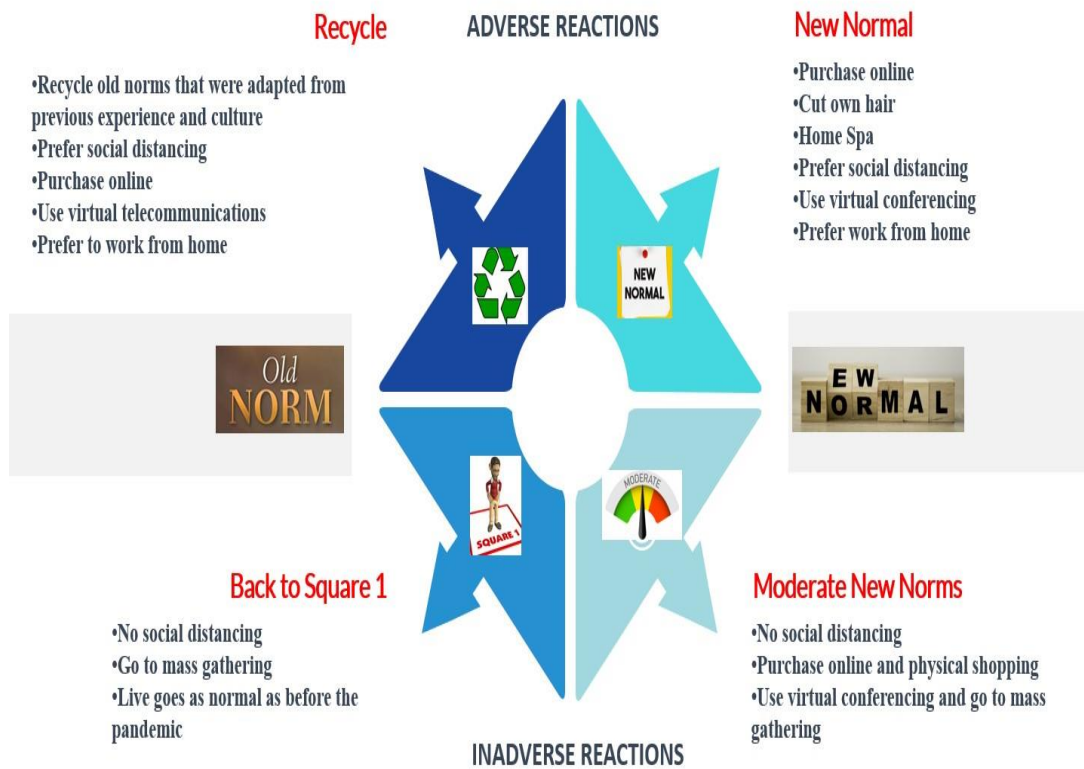 Recycle
ADVERSE REACTIONS
New Normal
•Recycle old norms that were adapted from
previous experience and culture
•Prefer social distancing
•Purchase online
•Use virtual telecommunications
•Prefer to work from home
•Purchase online
•Cut own hair
•Home Spa
•Prefer social distancing
•Use virtual conferencing
•Prefer work from home
NEW
NORMAL
Old
NORM
EW
NORMAL
SQUARE 1
MODERATE
Back to Square 1
•No social distancing
•Go to mass gathering
•Live goes as normal as before the
pandemic
Moderate New Norms
•No social distancing
•Purchase online and physical shopping
•Use virtual conferencing and go to mass
gathering
INADVERSE REACTIONS